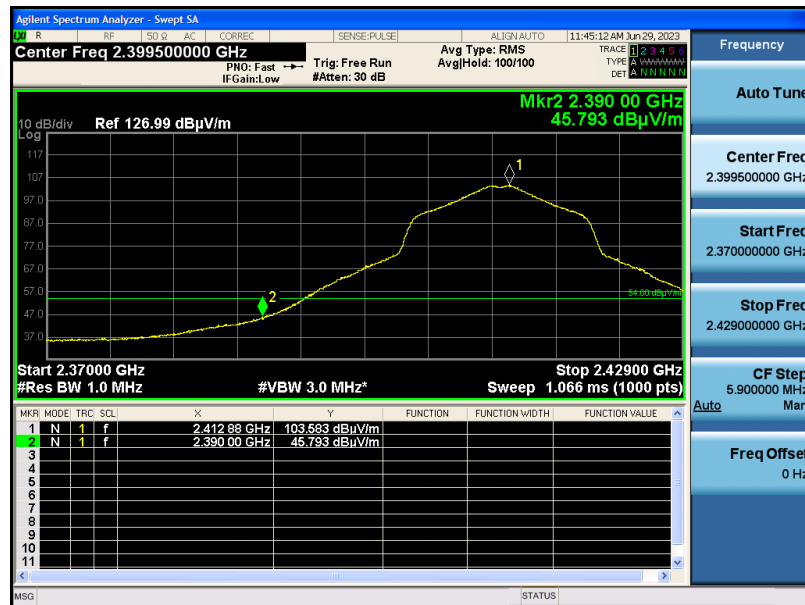 Agilent Spectrum Analyzer - Swept SA
LXI R RF 50 Ω AC CORREC SENSE:PULSE ALIGN AUTO 11:45:12 AM Jun 29, 2023
Center Freq 2.399500000 GHz
PNO: Fast
IFGain:Low
Trig: Free Run
#Atten: 30 dB
Avg Type: RMS
Avg|Hold: 100/100
TRACE 1 2 3 4 5 6
TYPE A
DET A N N N N N
Mkr2 2.390 00 GHz
45.793 dBµV/m
10 dB/div
Log
Ref 126.99 dBµV/m
117
107
97.0
87.0
77.0
67.0
57.0
47.0
37.0
1
2
54.00 dBµV/m
Start 2.37000 GHz
Stop 2.42900 GHz
#Res BW 1.0 MHz
#VBW 3.0 MHz*
Sweep 1.066 ms (1000 pts)
MKR MODE TRC SCL X Y FUNCTION FUNCTION WIDTH FUNCTION VALUE
1 N 1 f 2.412 88 GHz 103.583 dBµV/m
2 N 1 f 2.390 00 GHz 45.793 dBµV/m
3
4
5
6
7
8
9
10
11
MSG
STATUS
Frequency
Auto Tune
Center Freq
2.399500000 GHz
Start Freq
2.370000000 GHz
Stop Freq
2.429000000 GHz
CF Step
5.900000 MHz
Auto Man
Freq Offset
0 Hz